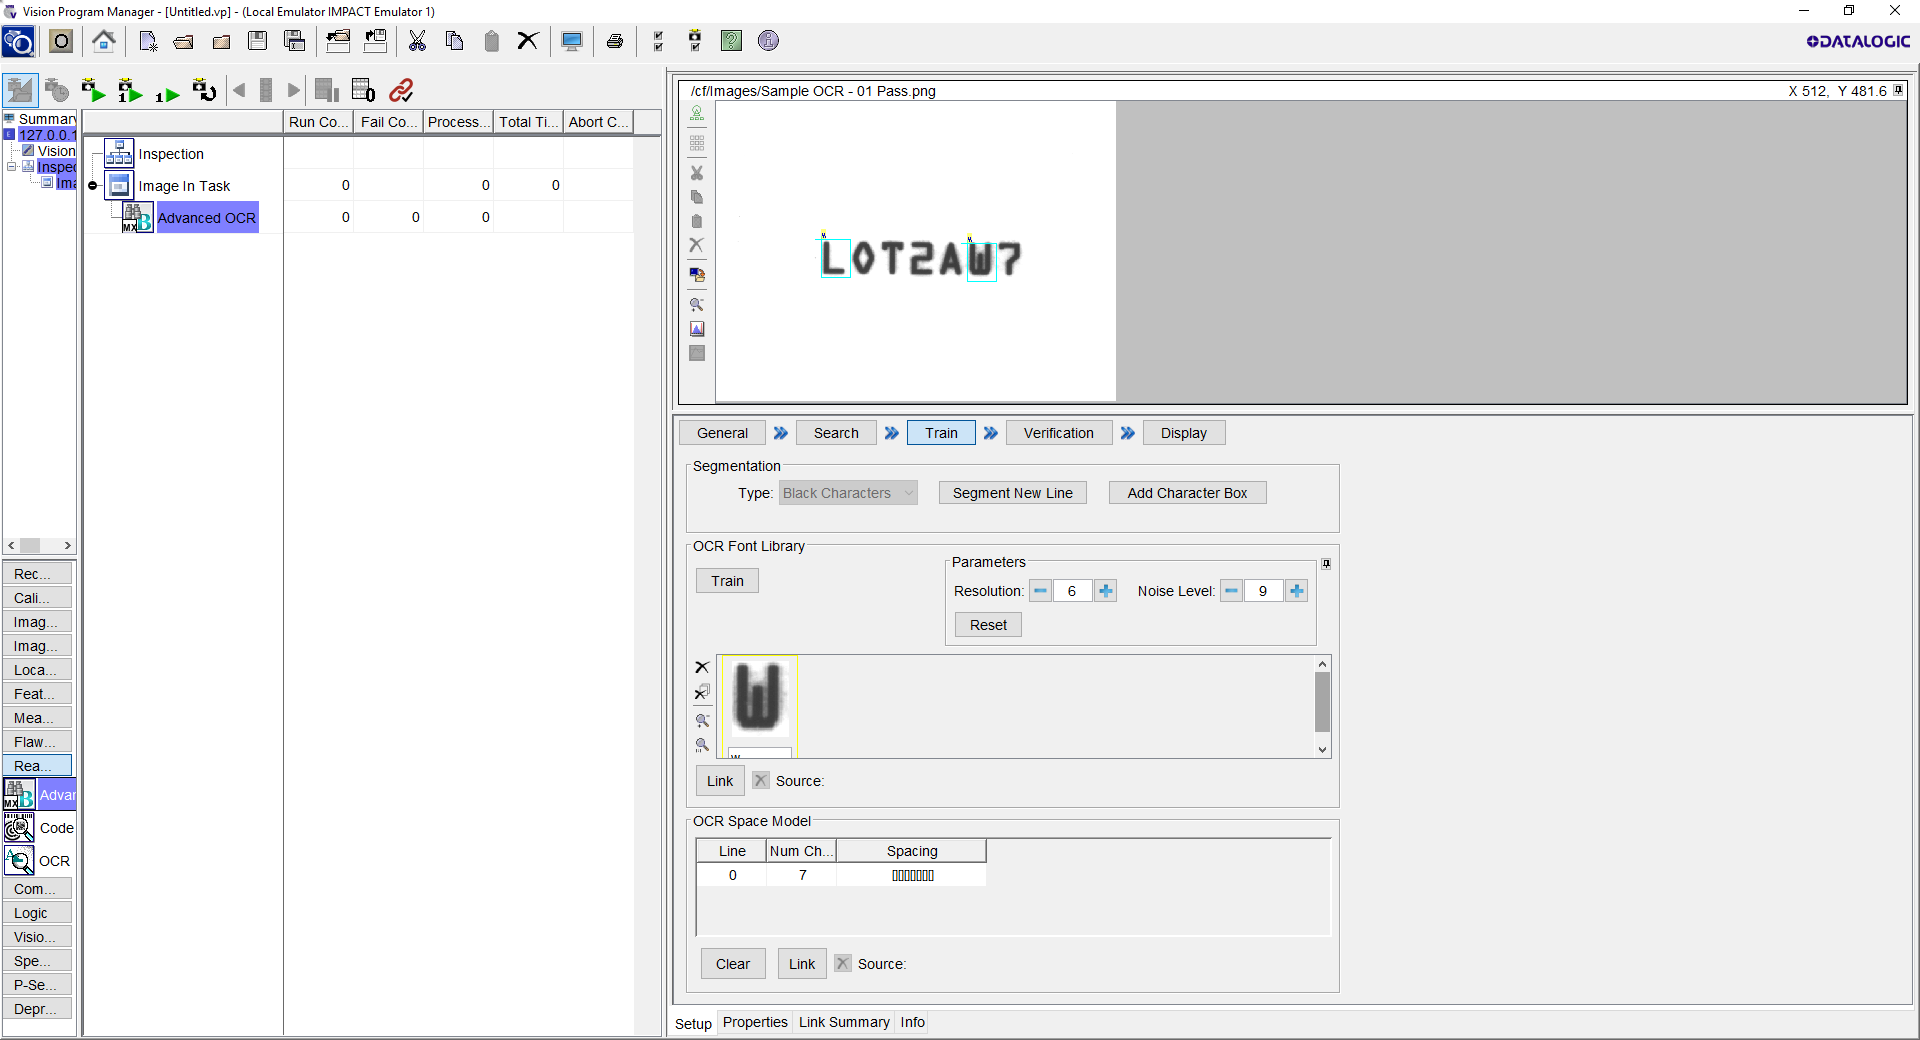 Vision Program Manager - [Untitled.vp] - (Local Emulator IMPACT Emulator 1)
DATALOGIC
Summary
127.0.0.1
Vision
Inspec
Ima
Run Co... Fail Co... Process... Total Ti... Abort C...
Inspection
Image In Task 0 0 0
Advanced OCR 0 0 0
Rec...
Cali...
Imag...
Imag...
Loca...
Feat...
Mea...
Flaw...
Rea...
Advan
Code
OCR
Com...
Logic
Visio...
Spe...
P-Se...
Depr...
/cf/Images/Sample OCR - 01 Pass.png X 512, Y 481.6
LOT2AW7
General Search Train Verification Display
Segmentation
Type: Black Characters Segment New Line Add Character Box
OCR Font Library
Train
Parameters
Resolution: 6 Noise Level: 9
Reset
W
Link Source:
OCR Space Model
Line Num Ch... Spacing
0 7
Clear Link Source:
Setup Properties Link Summary Info